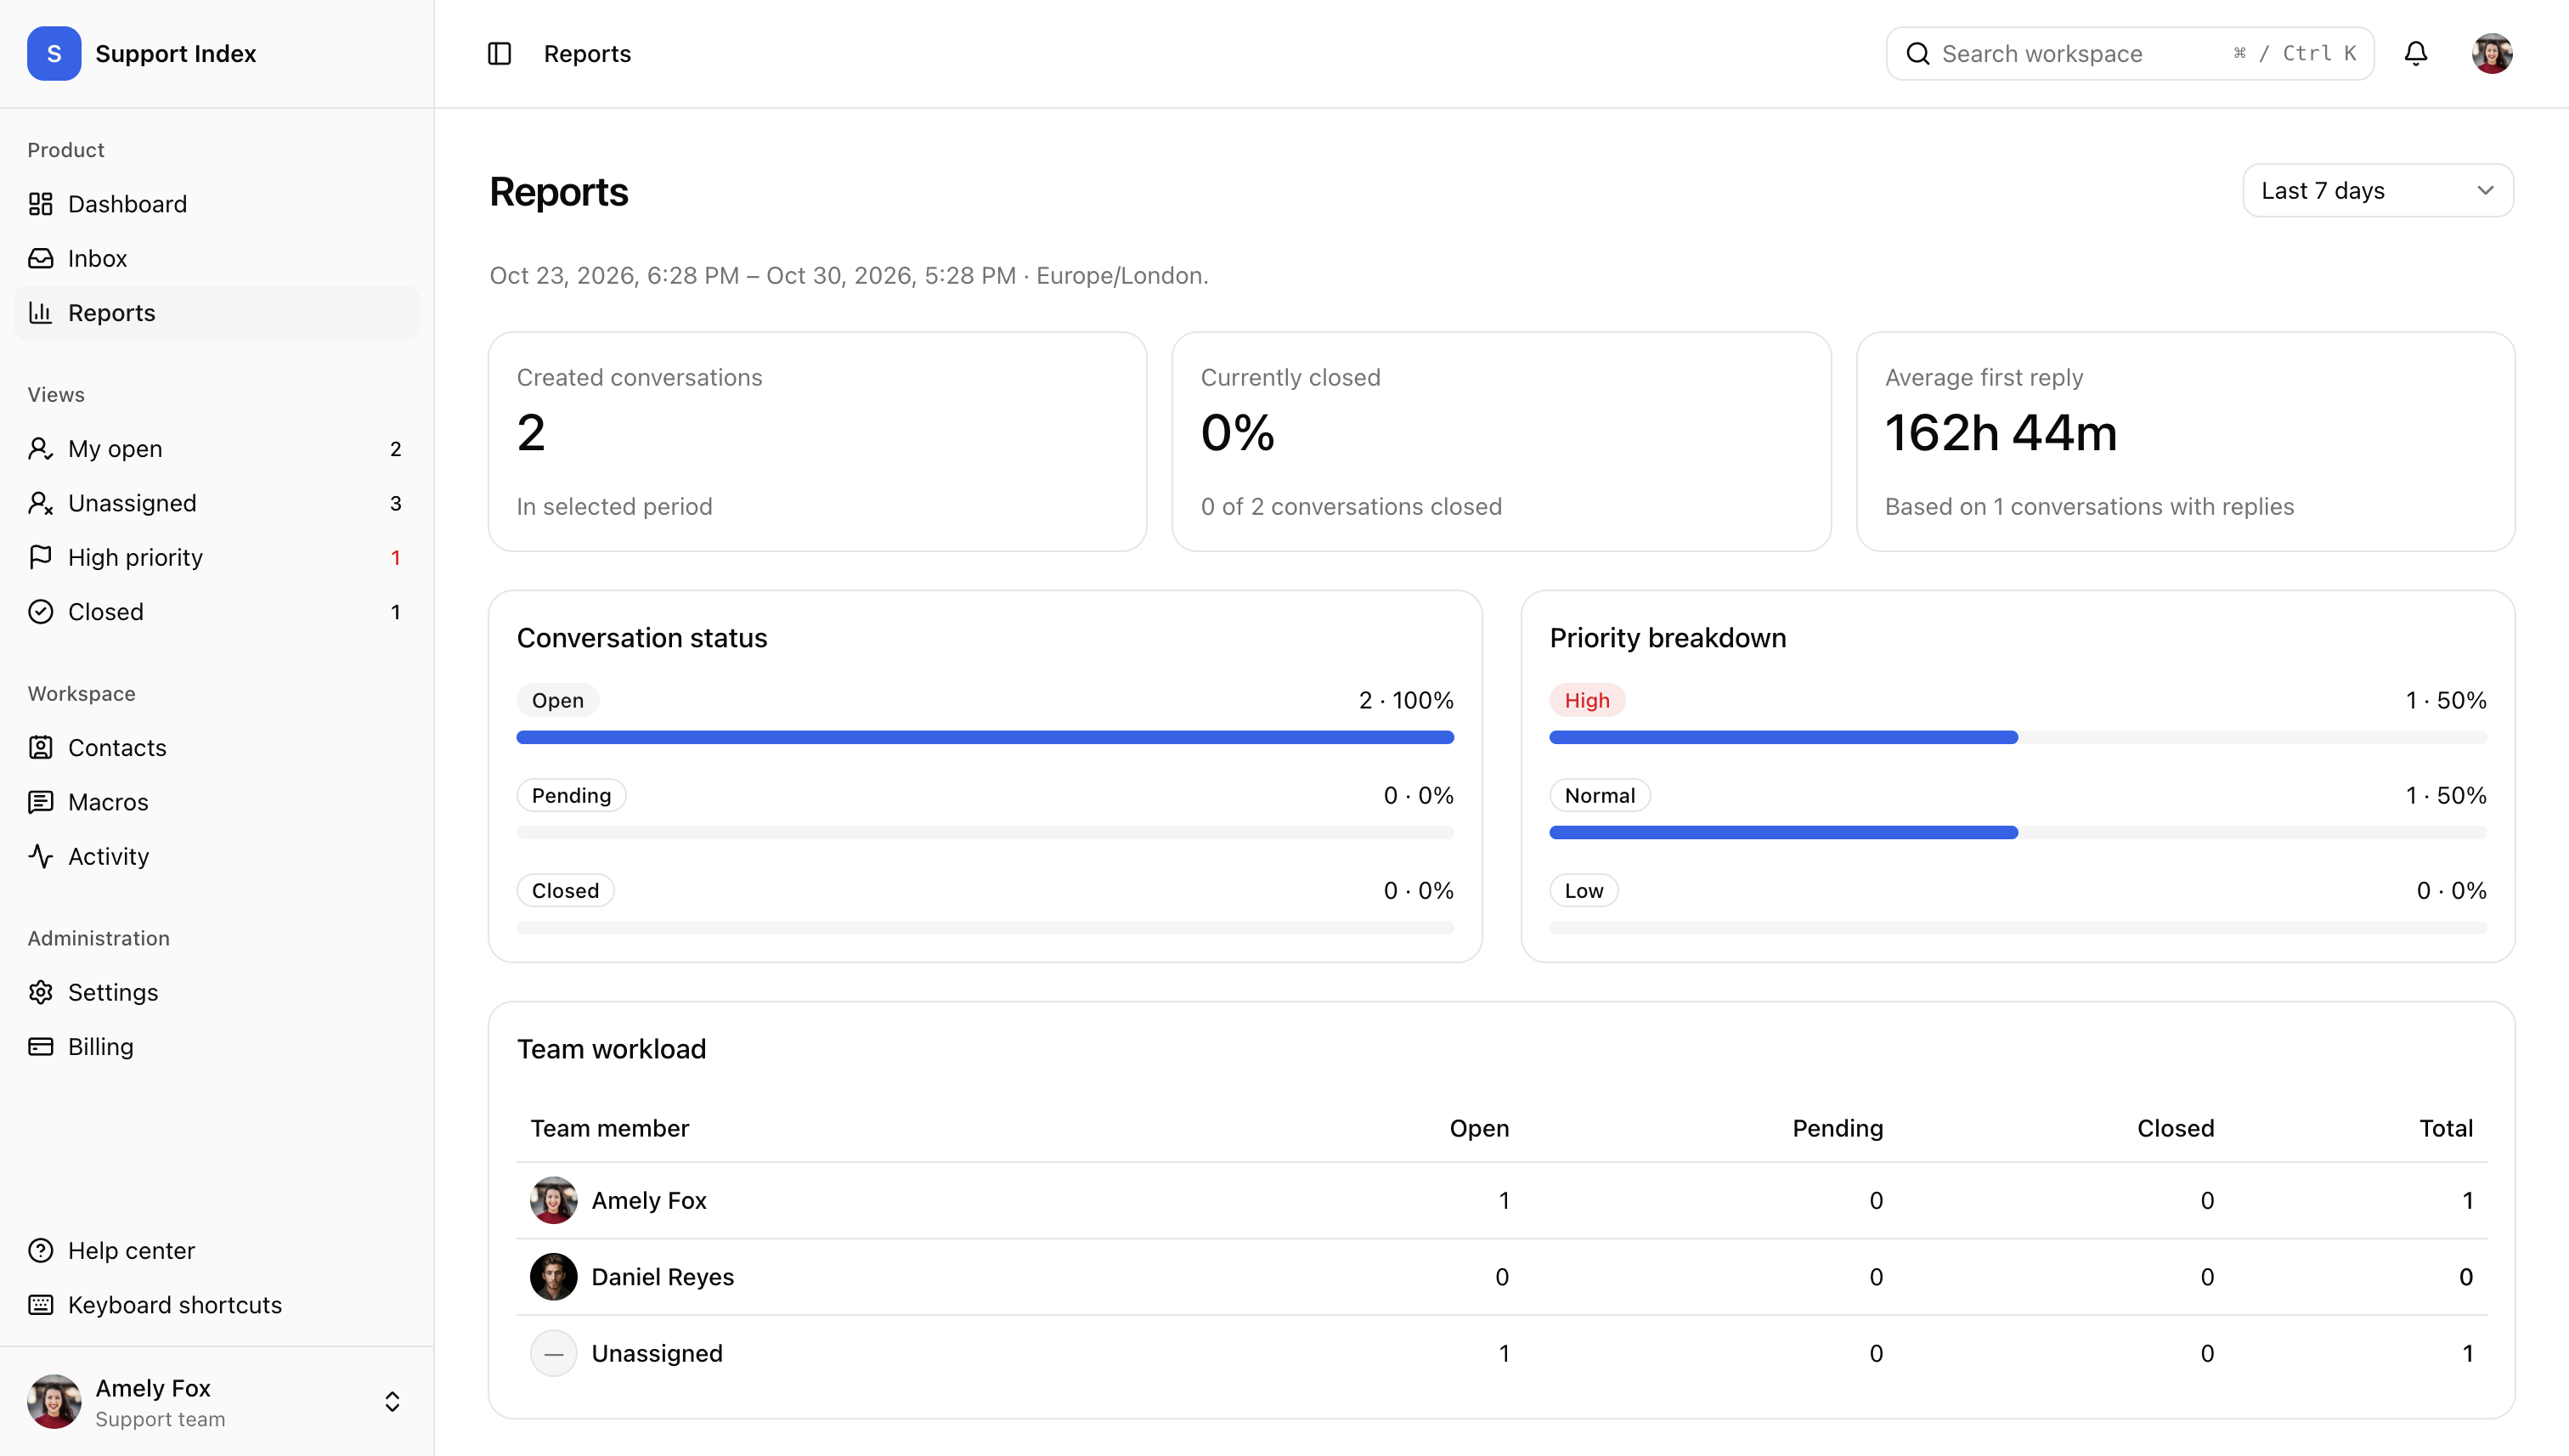 S Support Index
Product
Dashboard
Inbox
Reports
Views
My open 2
Unassigned 3
High priority 1
Closed 1
Workspace
Contacts
Macros
Activity
Administration
Settings
Billing
Help center
Keyboard shortcuts
Amely Fox
Support team
Reports
Search workspace ⌘ / Ctrl K
Reports
Last 7 days
Oct 23, 2026, 6:28 PM – Oct 30, 2026, 5:28 PM · Europe/London.
Created conversations
2
In selected period
Currently closed
0%
0 of 2 conversations closed
Average first reply
162h 44m
Based on 1 conversations with replies
Conversation status
Open 2 · 100%
Pending 0 · 0%
Closed 0 · 0%
Priority breakdown
High 1 · 50%
Normal 1 · 50%
Low 0 · 0%
Team workload
Team member Open Pending Closed Total
Amely Fox 1 0 0 1
Daniel Reyes 0 0 0 0
— Unassigned 1 0 0 1